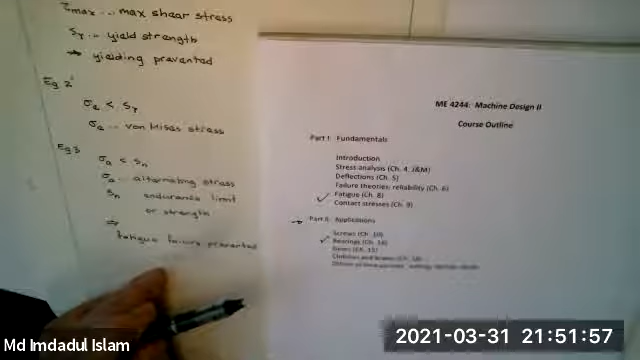 τmax .. max shear stress
Sy .. yield strength
⇒ yielding prevented
Eg 2'
σe < Sy
σe .. von Mises stress
Eg 3
σa < Sn
σa .. alternating stress
Sn endurance limit
or strength
⇒
fatigue failure prevented
ME 4244: Machine Design II
Course Outline
Part I: Fundamentals
Introduction
Stress analysis (Ch. 4, J&M)
Deflections (Ch. 5)
Failure theories, reliability (Ch. 6)
✓ Fatigue (Ch. 8)
Contact stresses (Ch. 9)
→ Part II: Applications
Screws (Ch. 10)
✓ Bearings (Ch. 14)
Gears (Ch. 15)
Clutches and brakes (Ch. 18)
Md Imdadul Islam
2021-03-31 21:51:57